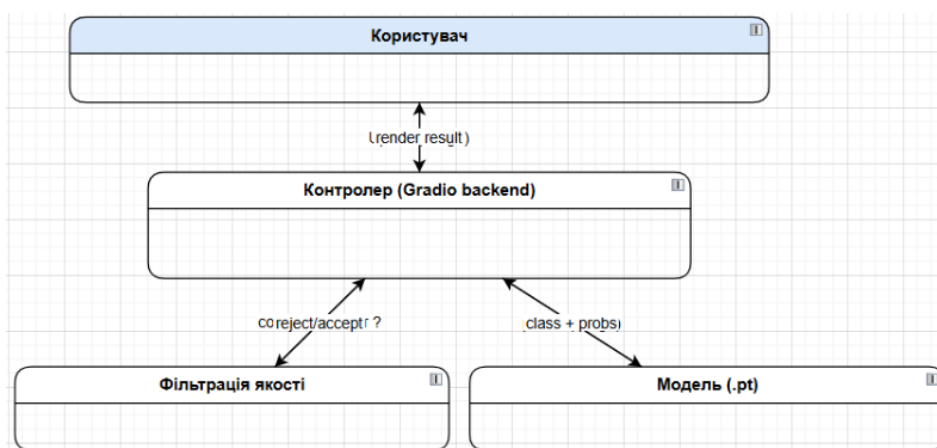 Користувач
(render result)
Контролер (Gradio backend)
reject/accept ?
class + probs)
Фільтрація якості
Модель (.pt)